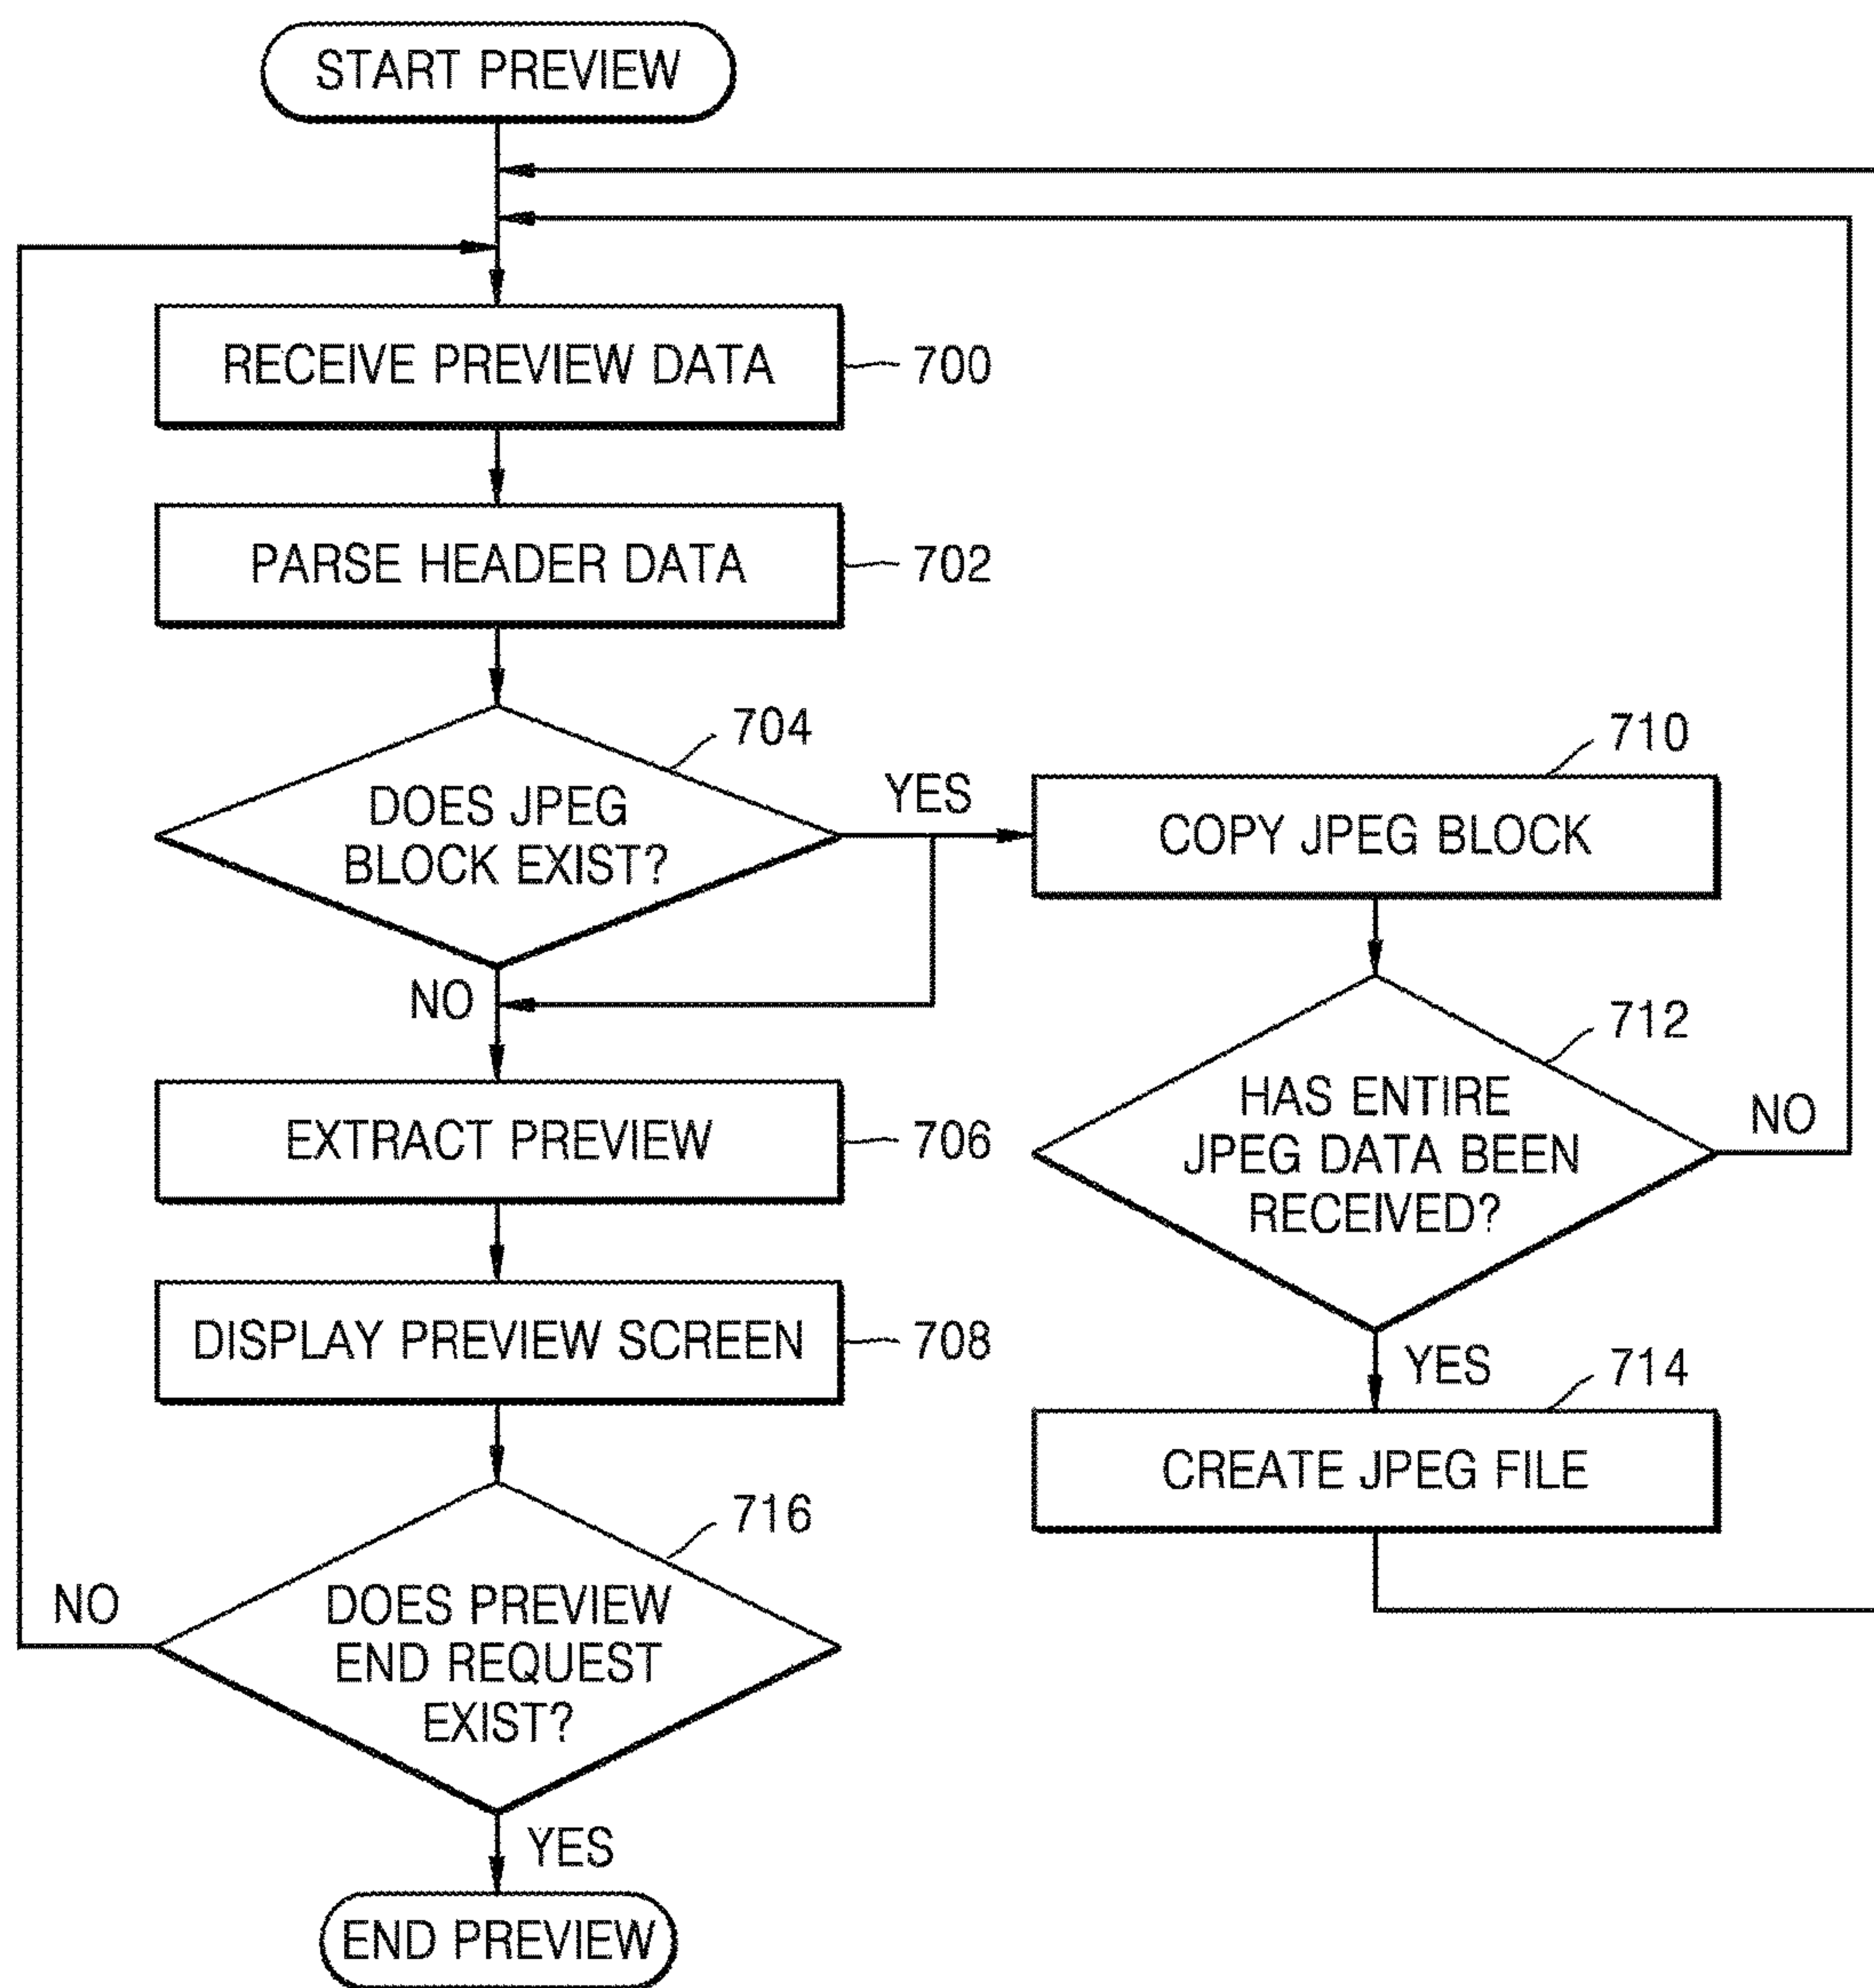 START PREVIEW
RECEIVE PREVIEW DATA
700
PARSE HEADER DATA
702
704
DOES JPEG
BLOCK EXIST?
YES
NO
710
COPY JPEG BLOCK
712
HAS ENTIRE
JPEG DATA BEEN
RECEIVED?
NO
YES
EXTRACT PREVIEW
706
DISPLAY PREVIEW SCREEN
708
714
CREATE JPEG FILE
716
DOES PREVIEW
END REQUEST
EXIST?
NO
YES
END PREVIEW